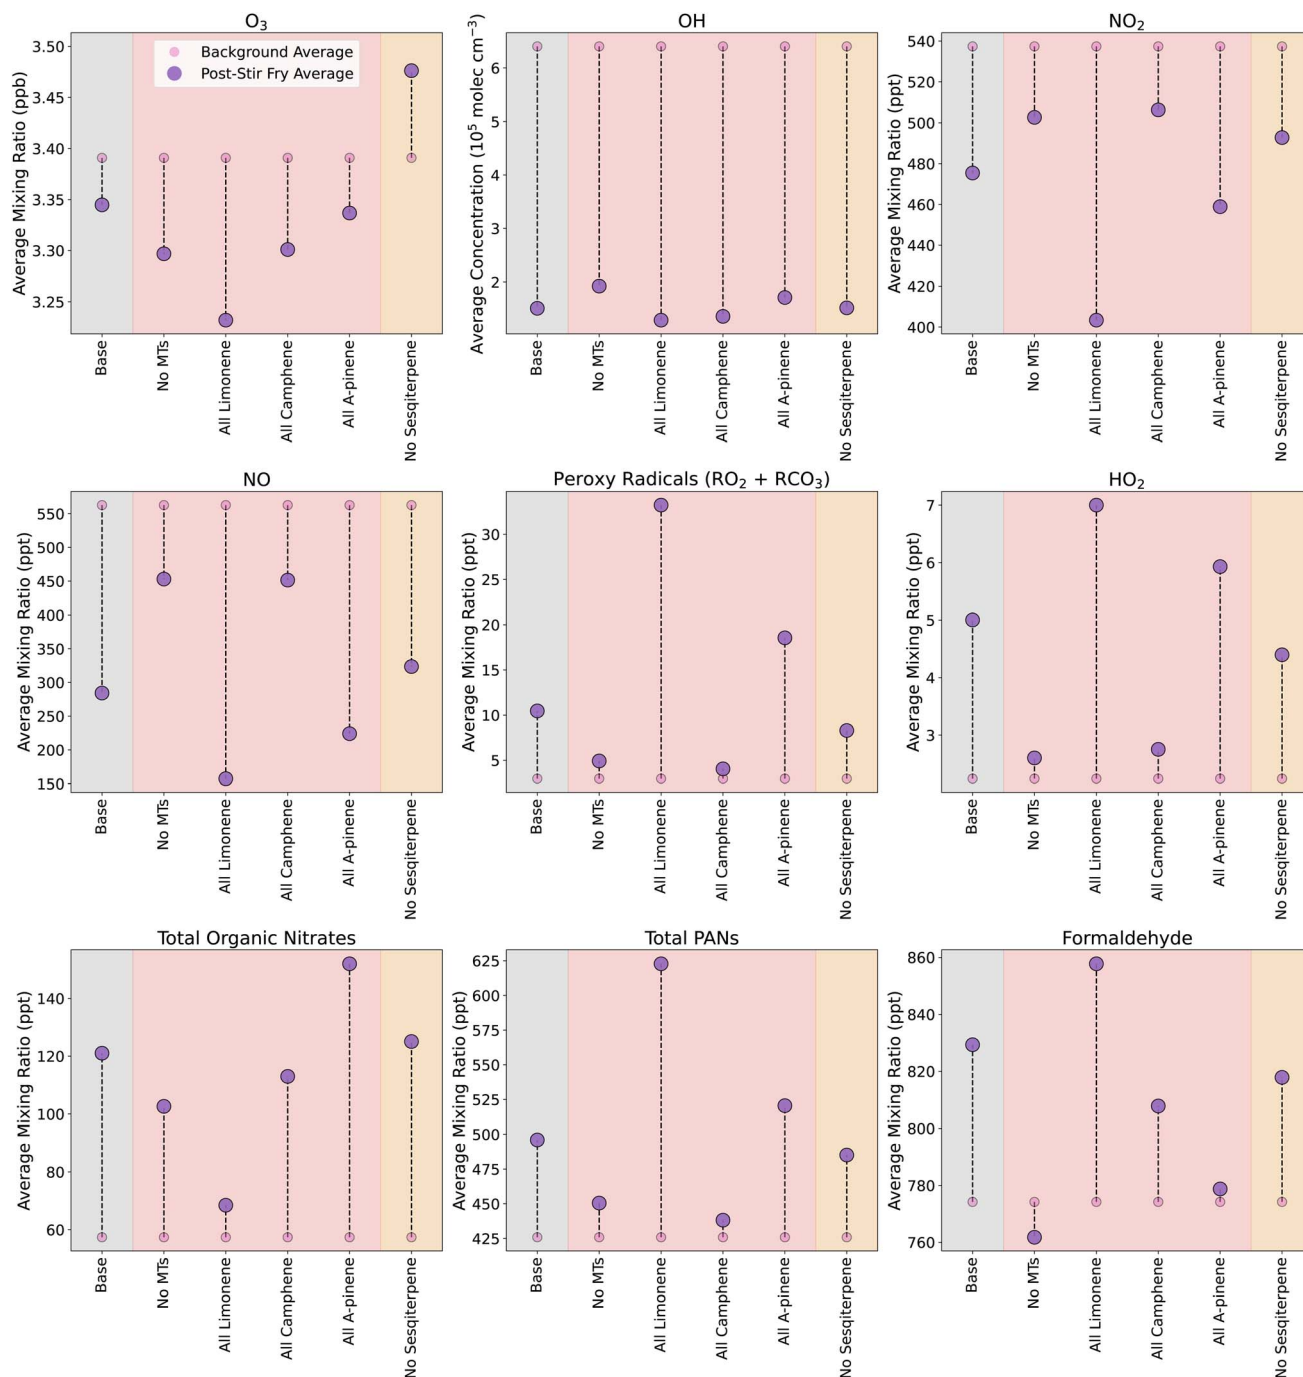 O₃
Average Mixing Ratio (ppb)
3.50
3.45
3.40
3.35
3.30
3.25
Background Average
Post-Stir Fry Average
Base
No MTs
All Limonene
All Camphene
All A-pinene
No Sesqiterpene
OH
Average Concentration (10⁵ molec cm⁻³)
6
5
4
3
2
Base
No MTs
All Limonene
All Camphene
All A-pinene
No Sesqiterpene
NO₂
Average Mixing Ratio (ppt)
540
520
500
480
460
440
420
400
Base
No MTs
All Limonene
All Camphene
All A-pinene
No Sesqiterpene
NO
Average Mixing Ratio (ppt)
550
500
450
400
350
300
250
200
150
Base
No MTs
All Limonene
All Camphene
All A-pinene
No Sesqiterpene
Peroxy Radicals (RO₂ + RCO₃)
Average Mixing Ratio (ppt)
30
25
20
15
10
5
Base
No MTs
All Limonene
All Camphene
All A-pinene
No Sesqiterpene
HO₂
Average Mixing Ratio (ppt)
7
6
5
4
3
Base
No MTs
All Limonene
All Camphene
All A-pinene
No Sesqiterpene
Total Organic Nitrates
Average Mixing Ratio (ppt)
140
120
100
80
60
Base
No MTs
All Limonene
All Camphene
All A-pinene
No Sesqiterpene
Total PANs
Average Mixing Ratio (ppt)
625
600
575
550
525
500
475
450
425
Base
No MTs
All Limonene
All Camphene
All A-pinene
No Sesqiterpene
Formaldehyde
Average Mixing Ratio (ppt)
860
840
820
800
780
760
Base
No MTs
All Limonene
All Camphene
All A-pinene
No Sesqiterpene